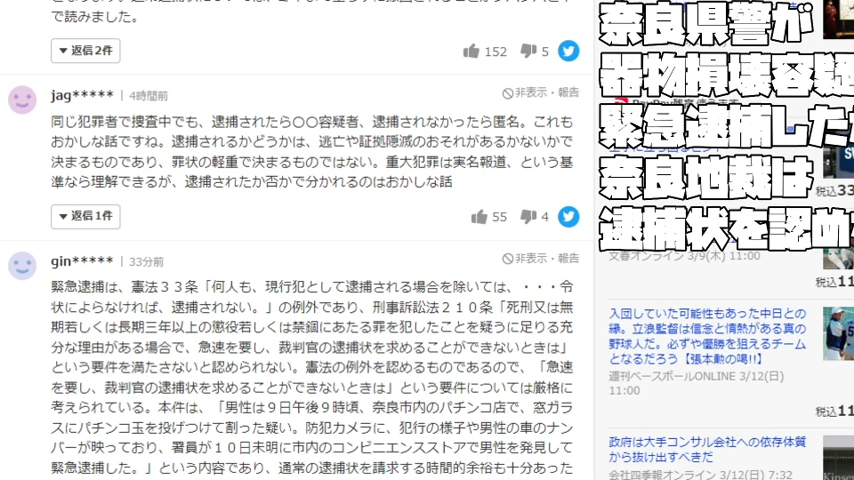 で読みました。
▼返信2件
152
5
jag*****
4時間前
非表示・報告
同じ犯罪者で捜査中でも、逮捕されたら〇〇容疑者、逮捕されなかったら匿名。これも
おかしな話ですね。逮捕されるかどうかは、逃亡や証拠隠滅のおそれがあるかないかで
決まるものであり、罪状の軽重で決まるものではない。重大犯罪は実名報道、という基
準なら理解できるが、逮捕されたか否かで分かれるのはおかしな話
▼返信1件
55
4
gin*****
33分前
非表示・報告
緊急逮捕は、憲法３３条「何人も、現行犯として逮捕される場合を除いては、・・・令
状によらなければ、逮捕されない。」の例外であり、刑事訴訟法２１０条「死刑又は無
期若しくは長期三年以上の懲役若しくは禁錮にあたる罪を犯したことを疑うに足りる充
分な理由がある場合で、急速を要し、裁判官の逮捕状を求めることができないときは」
という要件を満たさないと認められない。憲法の例外を認めるものであるので、「急速
を要し、裁判官の逮捕状を求めることができないときは」という要件については厳格に
考えられている。本件は、「男性は９日午後９時頃、奈良市内のパチンコ店で、窓ガラ
スにパチンコ玉を投げつけて割った疑い。防犯カメラに、犯行の様子や男性の車のナン
バーが映っており、署員が１０日未明に市内のコンビニエンスストアで男性を発見して
緊急逮捕した。」という内容であり、通常の逮捕状を請求する時間的余裕も十分あった
奈良県警が
器物損壊容疑
緊急逮捕した
奈良地裁は
逮捕状を認め
税込33
文春オンライン 3/9(木) 11:00
税込11
入団していた可能性もあった中日との
縁。立浪監督は信念と情熱がある真の
野球人だ。必ずや優勝を狙えるチーム
となるだろう【張本勲の喝!!】
週刊ベースボールONLINE 3/12(日)
11:00
税込11
政府は大手コンサル会社への依存体質
から抜け出すべきだ
会社四季報オンライン 3/12(日) 7:32